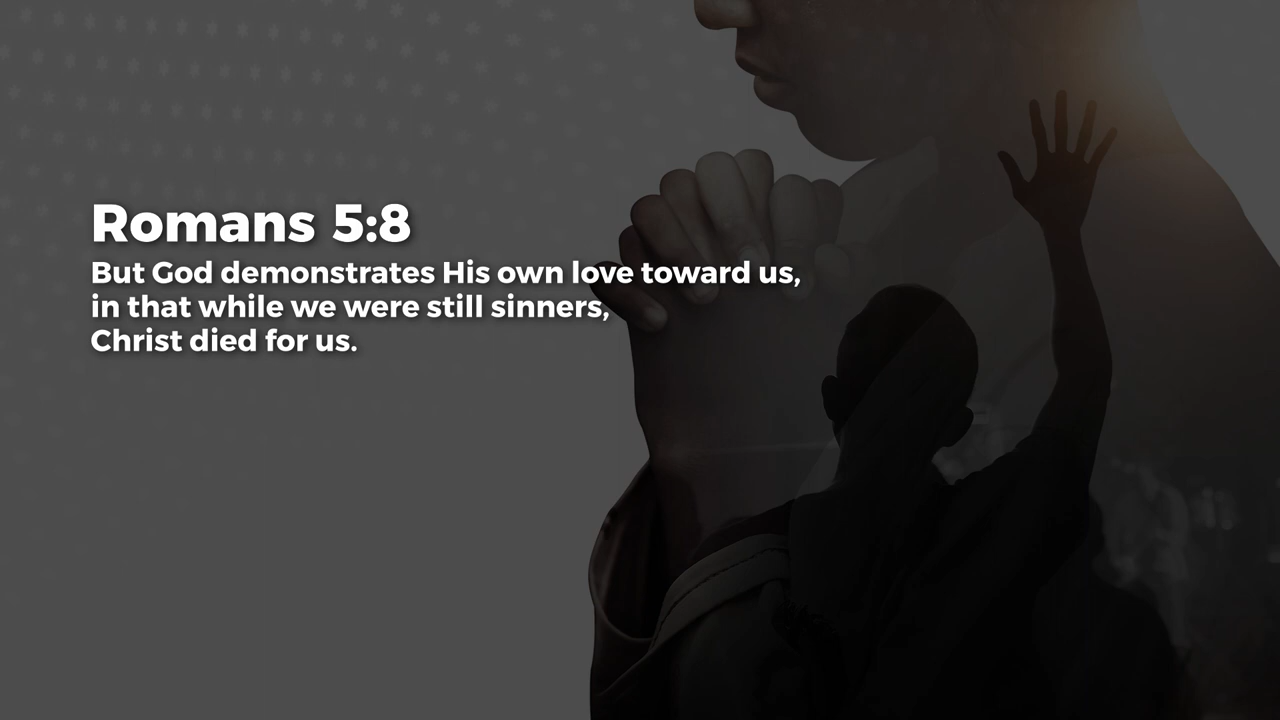 Romans 5:8
But God demonstrates His own love toward us,
in that while we were still sinners,
Christ died for us.